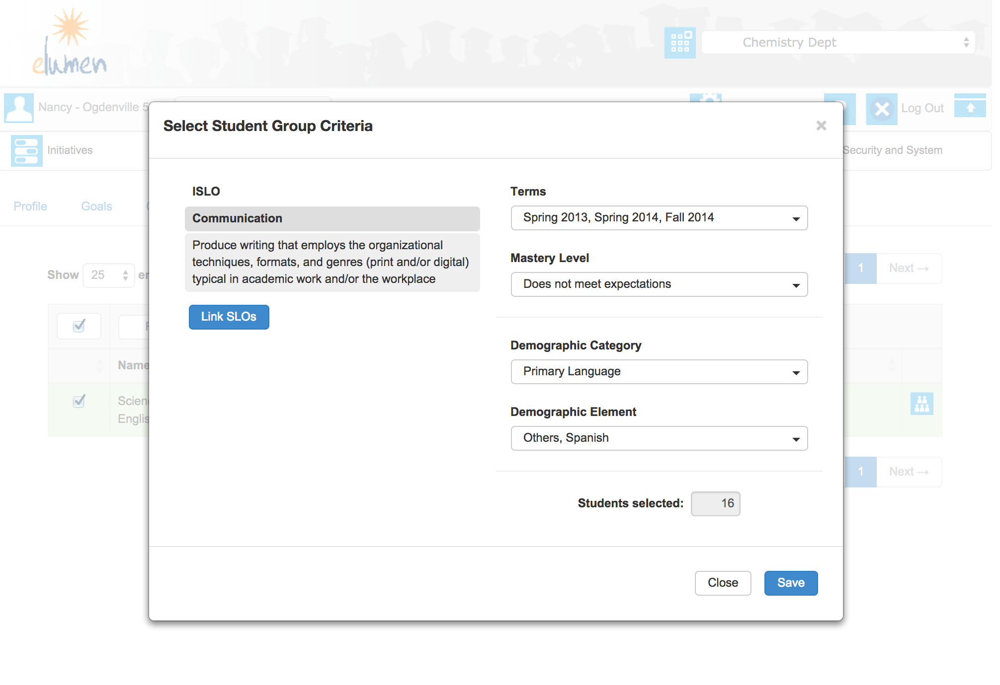 elumen
Chemistry Dept
Nancy - Ogdenville 5
Log Out
Initiatives
Security and System
Profile
Goals
Show 25
1
Next →
Name
Scien
Englis
1
Next →
Select Student Group Criteria
×
ISLO
Communication
Produce writing that employs the organizational
techniques, formats, and genres (print and/or digital)
typical in academic work and/or the workplace
Link SLOs
Terms
Spring 2013, Spring 2014, Fall 2014
Mastery Level
Does not meet expectations
Demographic Category
Primary Language
Demographic Element
Others, Spanish
Students selected: 16
Close
Save